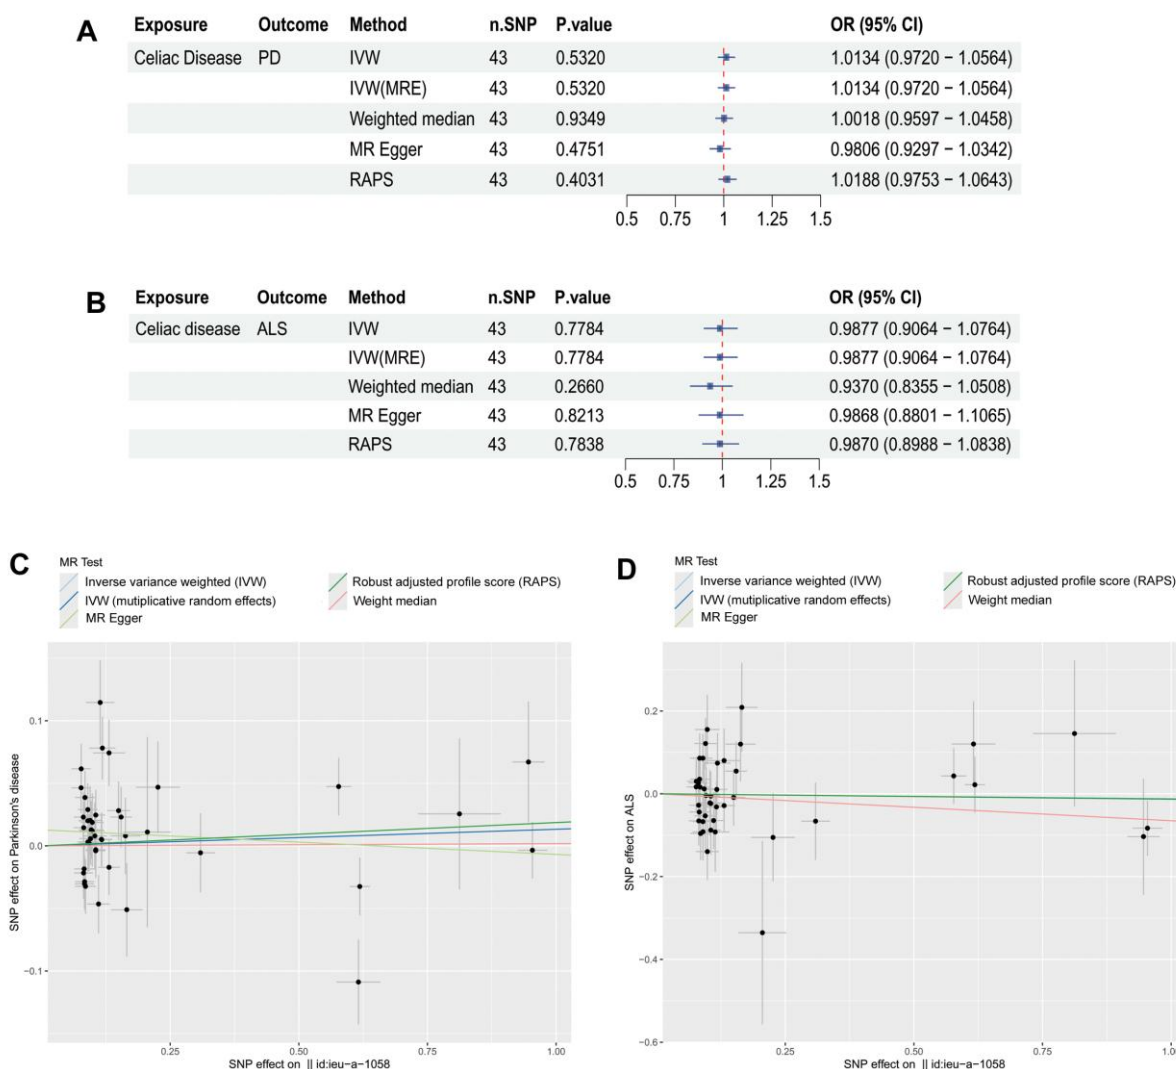 A
Exposure Outcome Method n.SNP P.value OR (95% CI)
Celiac Disease PD IVW 43 0.5320 1.0134 (0.9720 − 1.0564)
IVW(MRE) 43 0.5320 1.0134 (0.9720 − 1.0564)
Weighted median 43 0.9349 1.0018 (0.9597 − 1.0458)
MR Egger 43 0.4751 0.9806 (0.9297 − 1.0342)
RAPS 43 0.4031 1.0188 (0.9753 − 1.0643)
0.5 0.75 1 1.25 1.5
B
Exposure Outcome Method n.SNP P.value OR (95% CI)
Celiac disease ALS IVW 43 0.7784 0.9877 (0.9064 − 1.0764)
IVW(MRE) 43 0.7784 0.9877 (0.9064 − 1.0764)
Weighted median 43 0.2660 0.9370 (0.8355 − 1.0508)
MR Egger 43 0.8213 0.9868 (0.8801 − 1.1065)
RAPS 43 0.7838 0.9870 (0.8988 − 1.0838)
0.5 0.75 1 1.25 1.5
C
MR Test
Inverse variance weighted (IVW) Robust adjusted profile score (RAPS)
IVW (mutiplicative random effects) Weight median
MR Egger
SNP effect on Parkinson's disease
0.1
0.0
−0.1
0.25 0.50 0.75 1.00
SNP effect on || id:ieu-a-1058
D
MR Test
Inverse variance weighted (IVW) Robust adjusted profile score (RAPS)
IVW (mutiplicative random effects) Weight median
MR Egger
SNP effect on ALS
0.2
0.0
−0.2
−0.4
−0.6
0.25 0.50 0.75 1.00
SNP effect on || id:ieu-a-1058